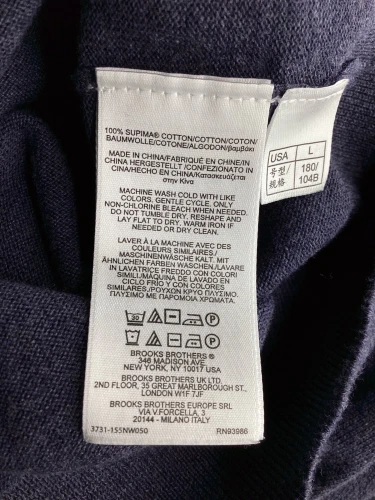 100% SUPIMA® COTTON/COTTON/COTON/
BAUMWOLLE/COTONE/ALGODON/βαμβάκι
MADE IN CHINA/FABRIQUÉ EN CHINE/IN
CHINA HERGESTELLT /CONFEZIONATO IN
CINA/HECHO EN CHINA/Κατασκευάζεται
στην Κίνα
MACHINE WASH COLD WITH LIKE
COLORS. GENTLE CYCLE. ONLY
NON-CHLORINE BLEACH WHEN NEEDED.
DO NOT TUMBLE DRY. RESHAPE AND
LAY FLAT TO DRY. WARM IRON IF
NEEDED OR DRY CLEAN.
LAVER À LA MACHINE AVEC DES
COULEURS SIMILAIRES./
MASCHINENWÄSCHE KALT. MIT
ÄHNLICHEN FARBEN WASCHEN/LAVARE
IN LAVATRICE FREDDO CON COLORI
SIMILI/MÁQUINA DE LAVADO EN
CICLO FRÍO Y CON COLORES
SIMILARES./ΡΟΥΧΩΝ ΚΡΥΟ ΠΛΥΣΙΜΟ.
ΠΛΥΣΙΜΟ ΜΕ ΠΑΡΟΜΟΙΑ ΧΡΩΜΑΤΑ.
30
BROOKS BROTHERS ®
346 MADISON AVE
NEW YORK, NY 10017 USA
BROOKS BROTHERS UK LTD.
2ND FLOOR, 35 GREAT MARLBOROUGH ST.,
LONDON W1F 7JF
BROOKS BROTHERS EUROPE SRL
VIA V.FORCELLA, 3
20144 - MILANO ITALY
3731-155NW050 RN93986
USA L
号型/规格 180/104B